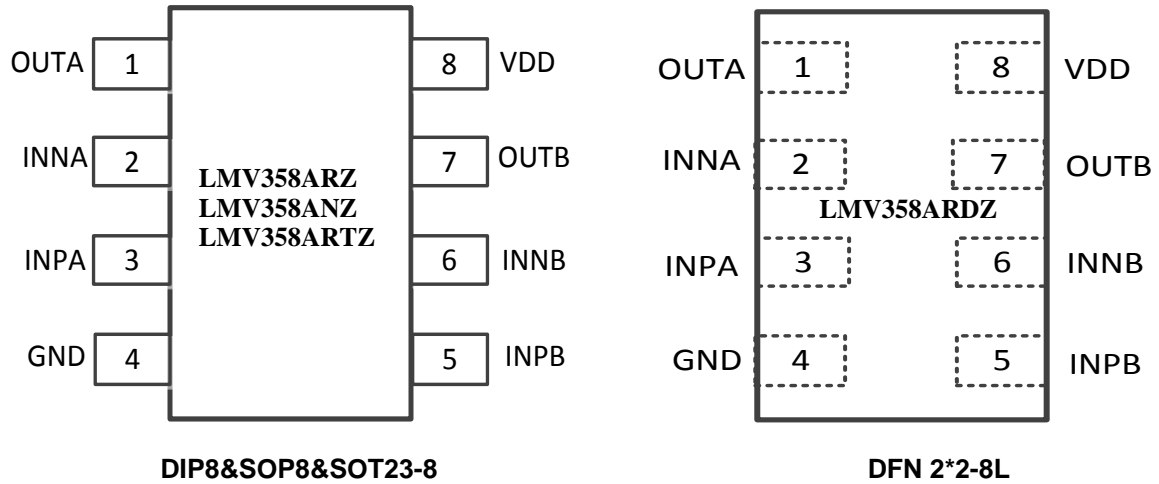 OUTA 1 8 VDD
INNA 2 7 OUTB
LMV358ARZ
LMV358ANZ
LMV358ARTZ
INPA 3 6 INNB
GND 4 5 INPB
DIP8&SOP8&SOT23-8
OUTA 1 8 VDD
INNA 2 7 OUTB
LMV358ARDZ
INPA 3 6 INNB
GND 4 5 INPB
DFN 2*2-8L